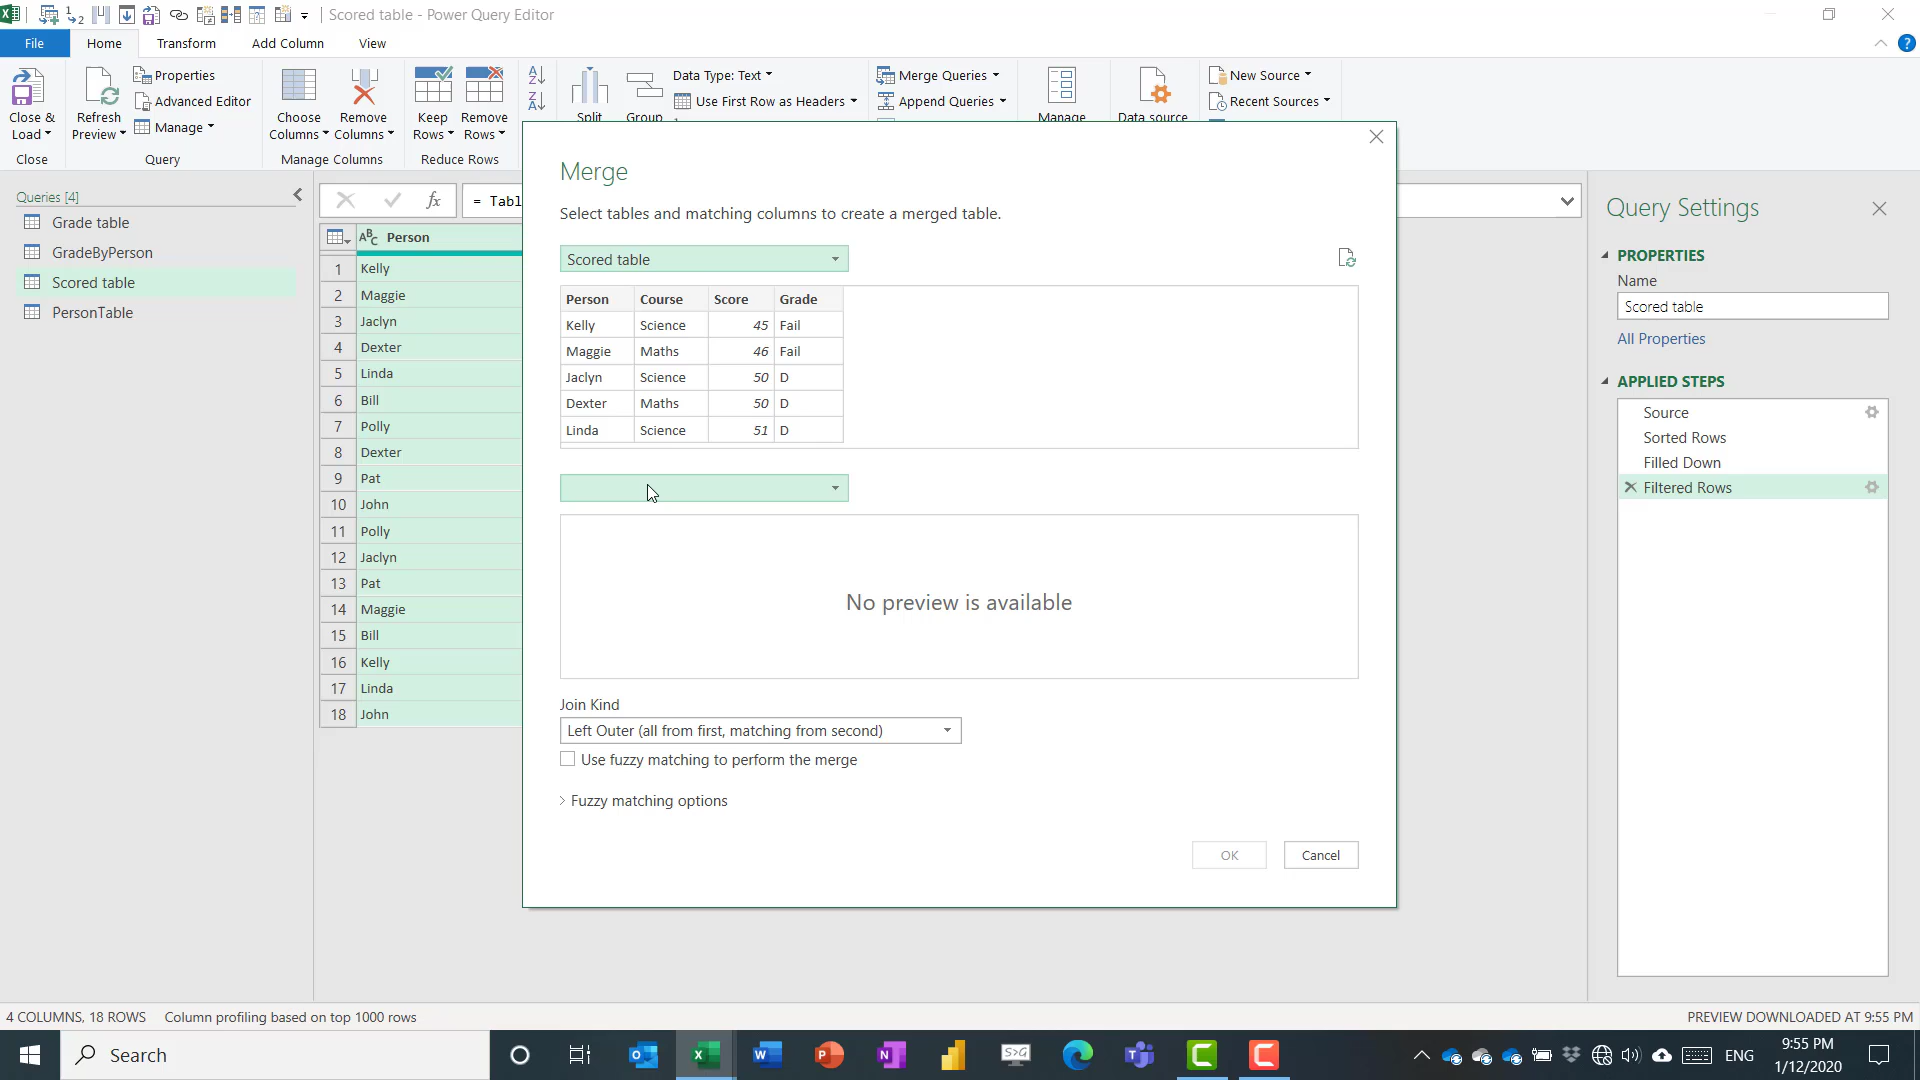 Scored table - Power Query Editor
File
Home
Transform
Add Column
View
Close &
Load
Close
Refresh
Preview
Properties
Advanced Editor
Manage
Query
Choose
Columns
Remove
Columns
Manage Columns
Keep
Rows
Remove
Rows
Reduce Rows
Split
Group
Data Type: Text
Use First Row as Headers
Merge Queries
Append Queries
Manage
Data source
New Source
Recent Sources
Queries [4]
Grade table
GradeByPerson
Scored table
PersonTable
fx
= Tabl
ABC Person
1 Kelly
2 Maggie
3 Jaclyn
4 Dexter
5 Linda
6 Bill
7 Polly
8 Dexter
9 Pat
10 John
11 Polly
12 Jaclyn
13 Pat
14 Maggie
15 Bill
16 Kelly
17 Linda
18 John
Merge
Select tables and matching columns to create a merged table.
Scored table
Person Course Score Grade
Kelly Science 45 Fail
Maggie Maths 46 Fail
Jaclyn Science 50 D
Dexter Maths 50 D
Linda Science 51 D
No preview is available
Join Kind
Left Outer (all from first, matching from second)
Use fuzzy matching to perform the merge
Fuzzy matching options
OK
Cancel
Query Settings
PROPERTIES
Name
Scored table
All Properties
APPLIED STEPS
Source
Sorted Rows
Filled Down
Filtered Rows
4 COLUMNS, 18 ROWS
Column profiling based on top 1000 rows
PREVIEW DOWNLOADED AT 9:55 PM
Search
ENG
9:55 PM
1/12/2020